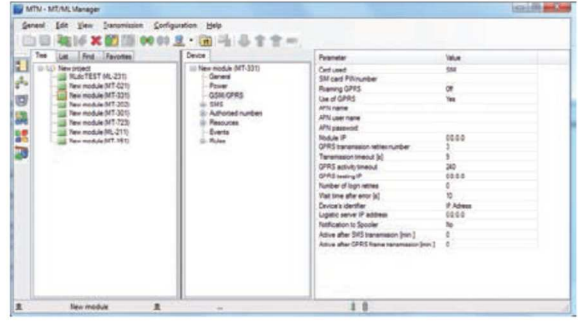 MTM - MT/ML Manager
General Edit View Transmission Configuration Help
Tree List Find Favorites
New project
MLdcTEST (ML-231)
New module (MT-021)
New module (MT-331)
New module (MT-202)
New module (MT-301)
New module (MT-723)
New module (ML-211)
New module (MT-151)
Device
New module (MT-331)
General
Power
GSM/GPRS
SMS
Authorised numbers
Resources
Events
Rules
Parameter Value
Card used SIM
SIM card PIN number
Roaming GPRS Off
Use of GPRS Yes
APN name
APN user name
APN password
Module IP 0.0.0.0
GPRS transmission retries number 3
Transmission timeout [s] 5
GPRS activity timeout 240
GPRS testing IP 0.0.0.0
Number of login retries 0
Wait time after error [s] 10
Device's identifier IP Adress
Logistic server IP address 0.0.0.0
Notification to Spooler No
Active after SMS transmission [min.] 0
Active after GPRS frame transmission [min.] 0
New module